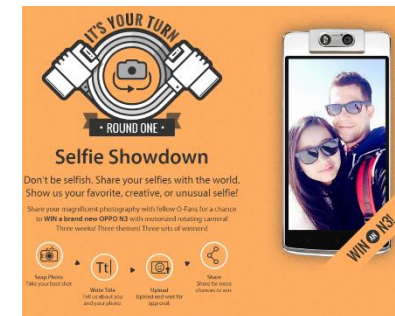 IT'S YOUR TURN
• ROUND ONE •
Selfie Showdown
Don't be selfish. Share your selfies with the world.
Show us your favorite, creative, or unusual selfie!
Share your magnificent photography with fellow O-Fans for a chance
to WIN a brand new OPPO N3 with motorized rotating camera!
Three weeks! Three themes! Three sets of winners!
Snap Photo
Take your best shot
Tt
Write Title
Tell us about you
and your photo.
Upload
Upload and wait for
approval.
Share
Share for more
chances to win
WIN AN N3!